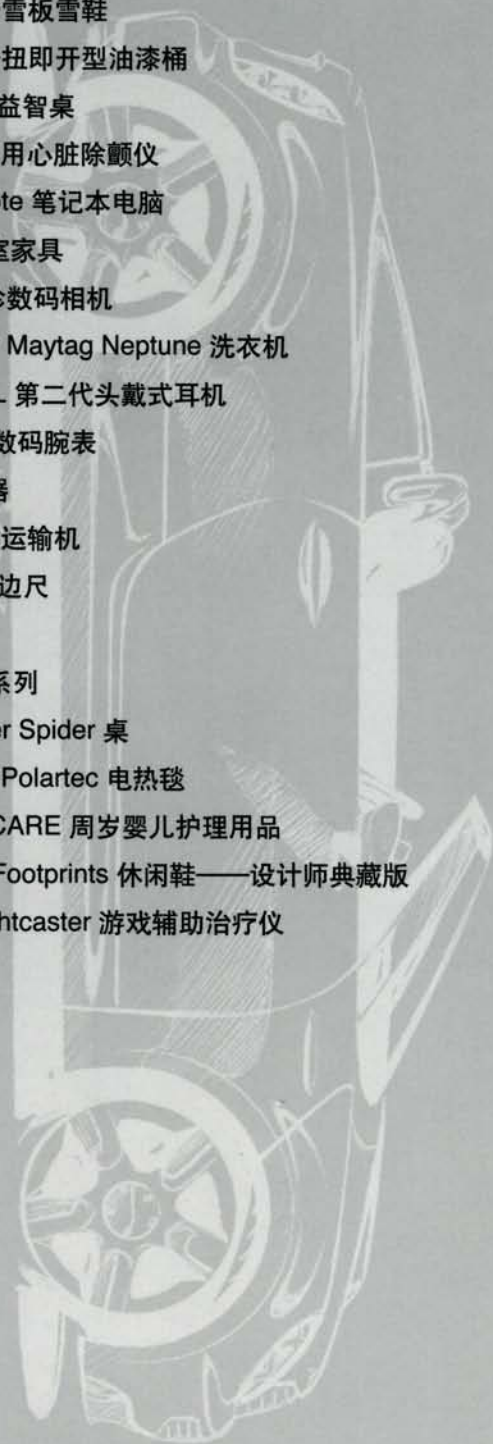 雪板雪鞋
扭即开型油漆桶
益智桌
用心脏除颤仪
te 笔记本电脑
家具
数码相机
Maytag Neptune 洗衣机
第二代头戴式耳机
数码腕表
器
运输机
边尺
系列
er Spider 桌
Polartec 电热毯
CARE 周岁婴儿护理用品
Footprints 休闲鞋——设计师典藏版
htcaster 游戏辅助治疗仪